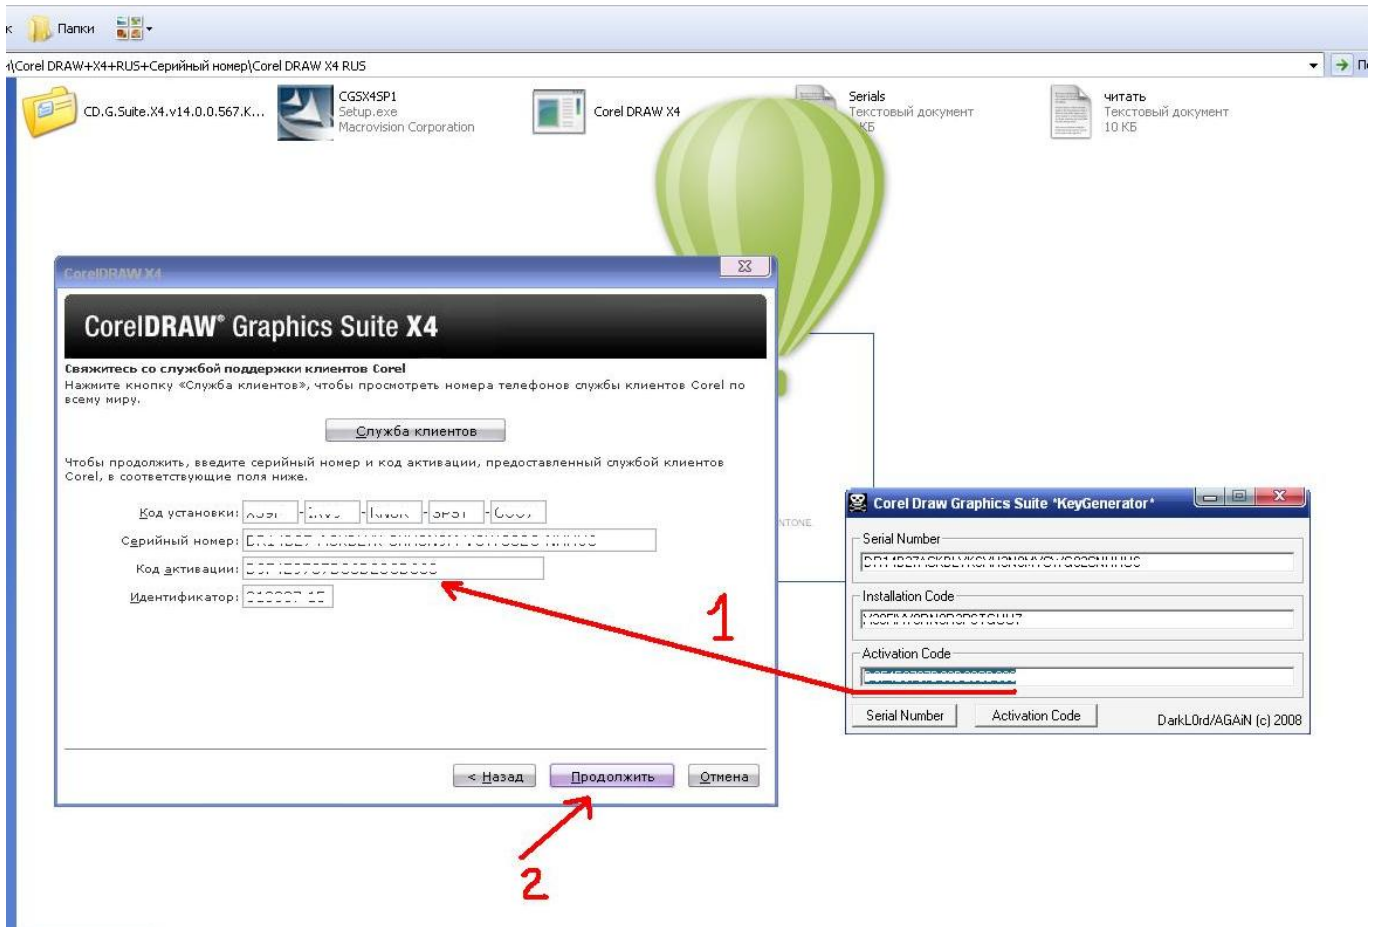 к Папки
и\Corel DRAW+X4+RUS+Серийный номер\Corel DRAW X4 RUS
CD.G.Suite.X4.v14.0.0.567.K...
CGSX4SP1
Setup.exe
Macrovision Corporation
Corel DRAW X4
Serials
Текстовый документ
КБ
читать
Текстовый документ
10 КБ
CorelDRAW X4
CorelDRAW® Graphics Suite X4
Свяжитесь со службой поддержки клиентов Corel
Нажмите кнопку «Служба клиентов», чтобы просмотреть номера телефонов службы клиентов Corel по
всему миру.
Служба клиентов
Чтобы продолжить, введите серийный номер и код активации, предоставленный службой клиентов
Corel, в соответствующие поля ниже.
Код установки:
Серийный номер:
Код активации:
Идентификатор:
< Назад Продолжить Отмена
NTONE
Corel Draw Graphics Suite *KeyGenerator*
Serial Number
Installation Code
Activation Code
Serial Number Activation Code DarkL0rd/AGAiN (c) 2008
1
2